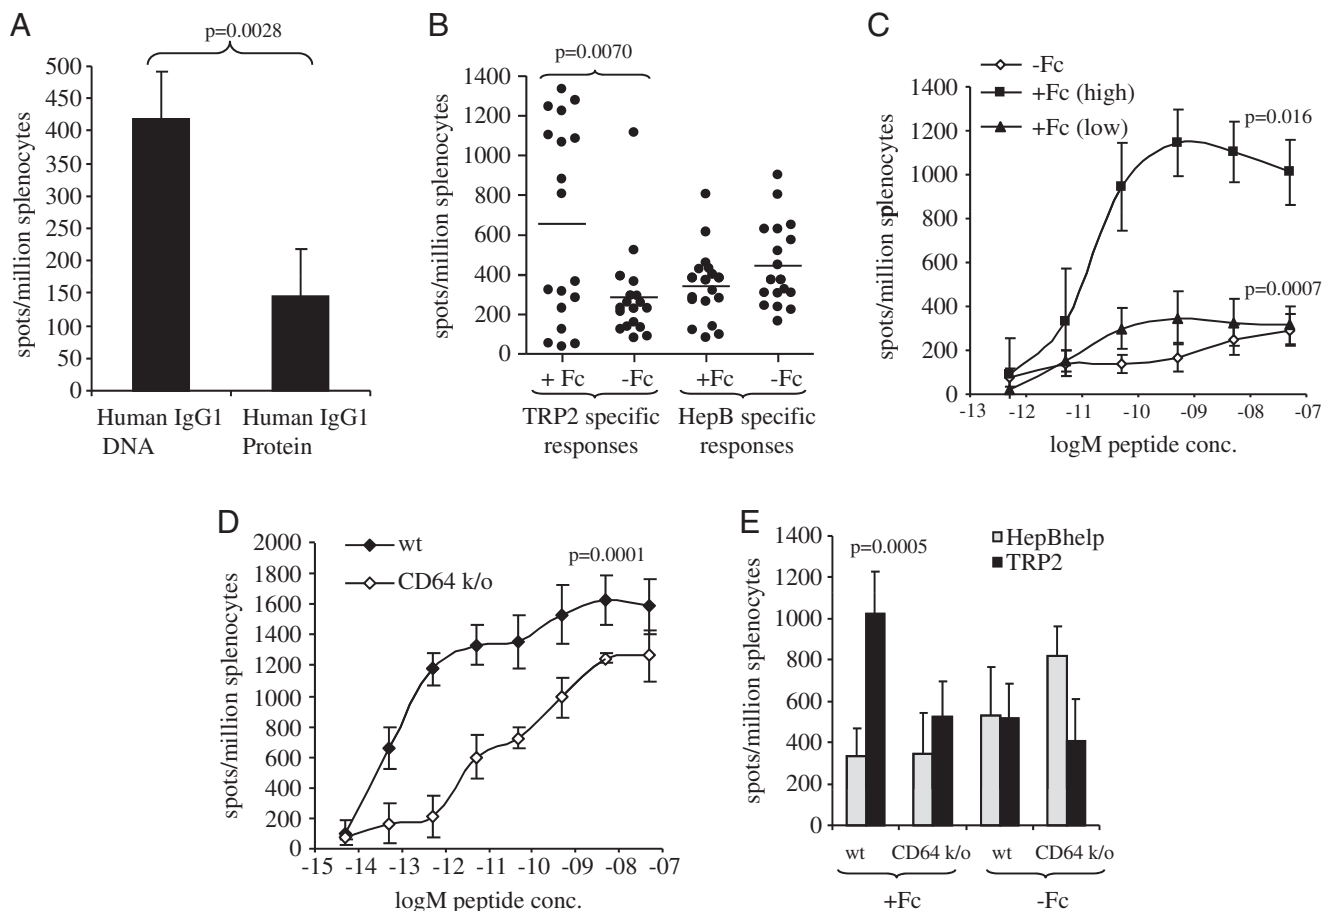 A
p=0.0028
spots/million splenocytes
500
450
400
350
300
250
200
150
100
50
0
Human IgG1
DNA
Human IgG1
Protein
B
p=0.0070
spots/million splenocytes
1400
1200
1000
800
600
400
200
0
+ Fc
-Fc
+Fc
-Fc
TRP2 specific
responses
HepB specific
responses
C
-Fc
+Fc (high)
+Fc (low)
p=0.016
p=0.0007
spots/million splenocytes
1400
1200
1000
800
600
400
200
0
-13
-12
-11
-10
-09
-08
-07
logM peptide conc.
D
wt
CD64 k/o
p=0.0001
spots/million splenocytes
2000
1800
1600
1400
1200
1000
800
600
400
200
0
-15
-14
-13
-12
-11
-10
-09
-08
-07
logM peptide conc.
E
HepBhelp
TRP2
p=0.0005
spots/million splenocytes
1400
1200
1000
800
600
400
200
0
wt
CD64 k/o
wt
CD64 k/o
+Fc
-Fc